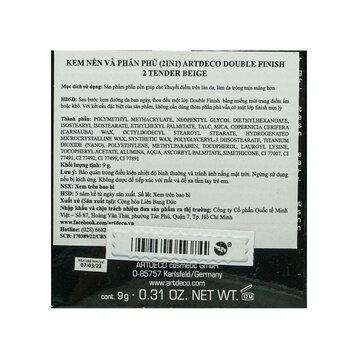 KEM NỀN VÀ PHẤN PHỦ (2IN1) ARTDECO DOUBLE FINISH
2 TENDER BEIGE
Mục đích sử dụng: Sản phẩm phấn nền giúp che khuyết điểm trên làn da, làm da trông mịn màng hơn
HDSD: Sau bước kem dưỡng da ban ngày, thoa đều một lớp Double Finish bằng miếng mút trang điểm ẩm
hoặc khô. Với kết cấu đặc biệt của sản phẩm, không cần dùng thêm phấn phủ vẫn có một lớp nền hoàn hảo.
Thành phần: POLYMETHYL METHACRYLATE, NEOPENTYL GLYCOL DIETHYLHEXANOATE,
ISOSTEARYL ISOSTEARATE, ETHYLHEXYL PALMITATE, TALC, MICA, COPERNICIA CERIFERA
(CARNAUBA) WAX, OCTYLDODECYL STEAROYL STEARATE, HYDROGENATED
MICROCRYSTALLINE WAX, SYNTHETIC WAX, POLYGLYCERYL-3 DIISOSTEARATE, TITANIUM
DIOXIDE (NANO), POLYETHYLENE, METHYLPARABEN, TOCOPHEROL, LAUROYL LYSINE,
TOCOPHERYL ACETATE, ALUMINA, AQUA, ASCORBYL PALMITATE, SIMETHICONE, CI 77007, CI
77491, CI 77492, CI 77499, CI 77891
Khối lượng: 9 g.
Lưu ý/Bảo quản: Bảo quản ở nhiệt độ bình thường và tránh ánh nắng mặt trời. Ngừng sử dụng
nếu bị kích ứng. Không được để tiếp xúc với mắt và để xa tầm tay trẻ em.
NSX: Xem trên bao bì
HSD: 5 năm kể từ ngày sản xuất. Số lô: Xem trên bao bì
Sản xuất tại: Cộng hòa Liên Bang Đức
Nhập khẩu và chịu trách nhiệm đưa sản phẩm ra thị trường: Công ty Cổ phần Quốc tế Minh
Việt - Số 87, Hoàng Văn Thái, phường Tân Phú, Quận 7, Tp. Hồ Chí Minh
www.facebook.com/artdeco.vn
Hotline: (028) 6682
SCB: 170389/22/CBM
07/03/22
ARTDECO cosmetic GmbH
D-85757 Karlsfeld/Germany
www.artdeco.com
cont. 9g · 0.31 OZ. NET WT.
12M